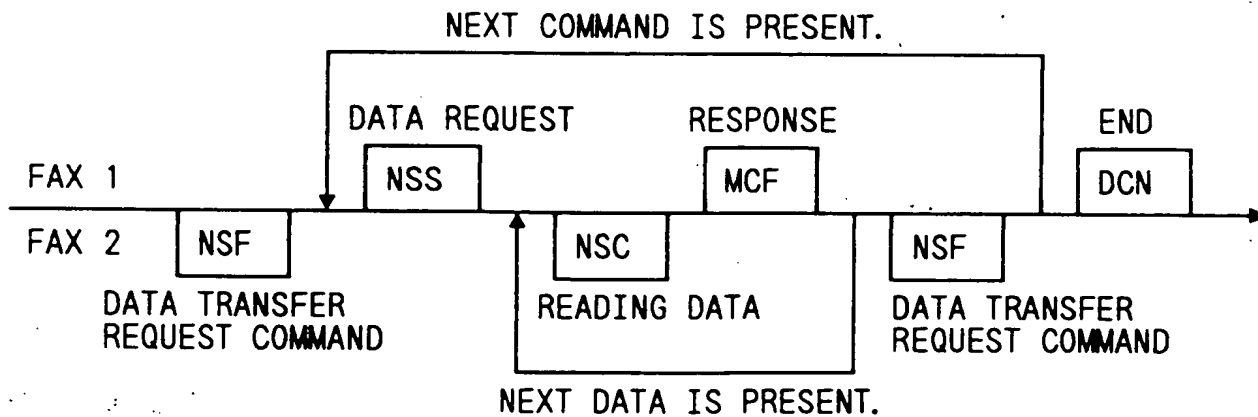 NEXT COMMAND IS PRESENT.
DATA REQUEST
RESPONSE
END
FAX 1
NSS
MCF
DCN
FAX 2
NSF
NSC
NSF
DATA TRANSFER
REQUEST COMMAND
READING DATA
DATA TRANSFER
REQUEST COMMAND
NEXT DATA IS PRESENT.